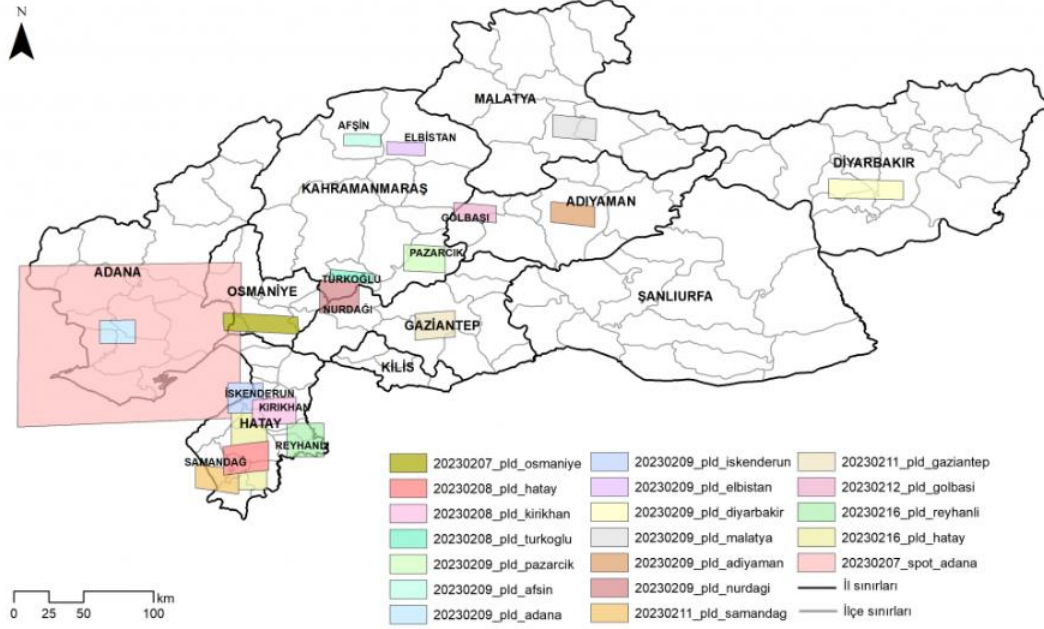 N
MALATYA
AFŞİN
ELBİSTAN
DİYARBAKIR
KAHRAMANMARAŞ
ADIYAMAN
GÖLBAŞI
PAZARCIK
ADANA
TÜRKOĞLU
OSMANİYE
ŞANLIURFA
NURDAĞI
GAZİANTEP
KİLİS
İSKENDERUN
KIRIKHAN
HATAY
REYHANLI
SAMANDAĞ
20230207_pld_osmaniye
20230208_pld_hatay
20230208_pld_kirikhan
20230208_pld_turkoglu
20230209_pld_pazarcik
20230209_pld_afsin
20230209_pld_adana
20230209_pld_iskenderun
20230209_pld_elbistan
20230209_pld_diyarbakir
20230209_pld_malatya
20230209_pld_adiyaman
20230209_pld_nurdagi
20230211_pld_samandag
20230211_pld_gaziantep
20230212_pld_golbasi
20230216_pld_reyhanli
20230216_pld_hatay
20230207_spot_adana
İl sınırları
İlçe sınırları
km
0 25 50 100